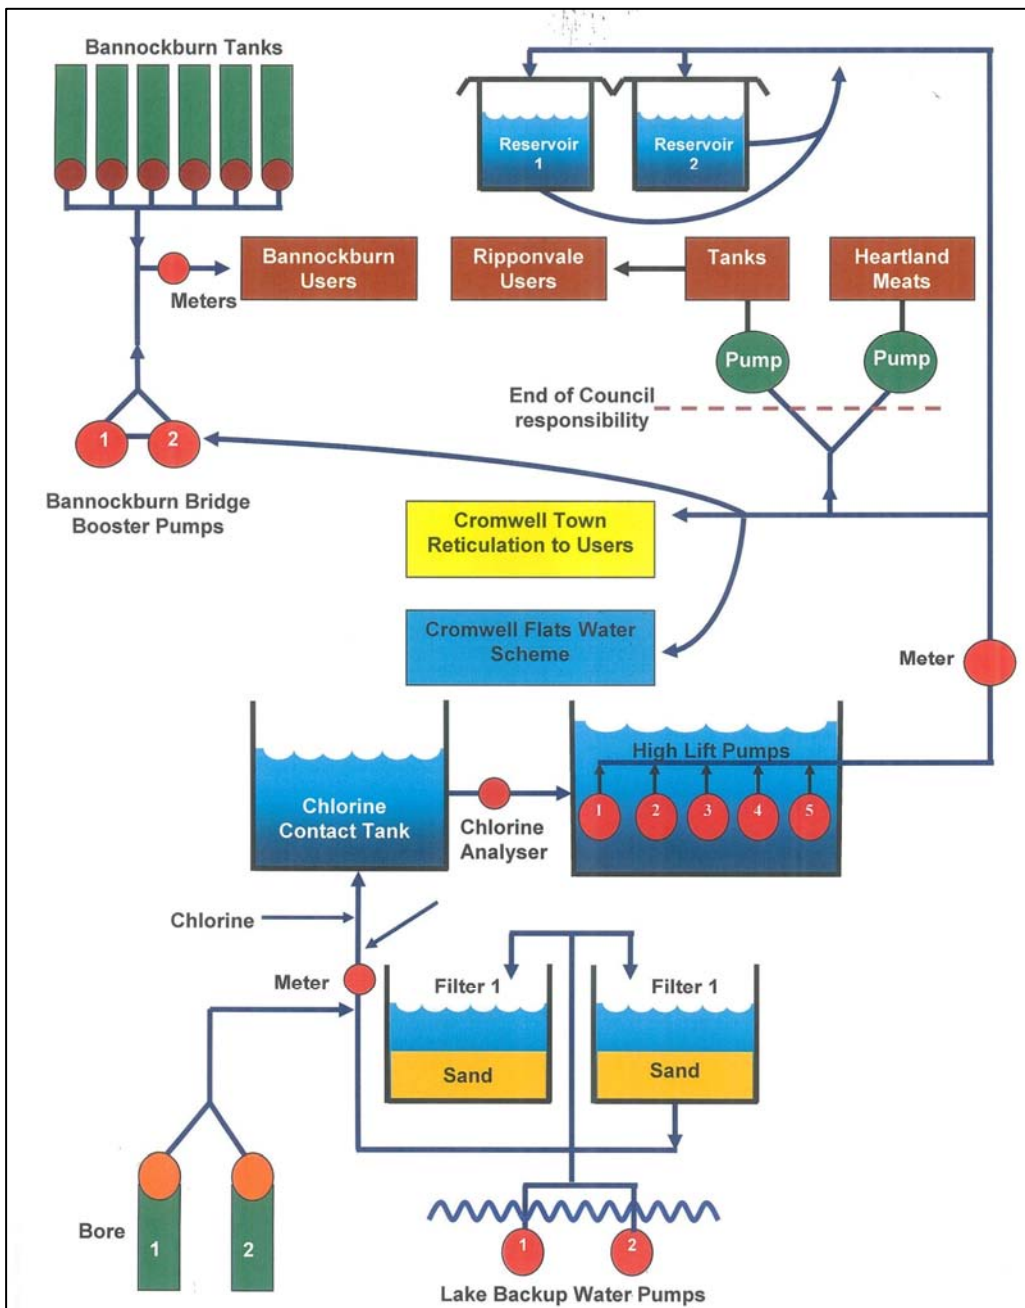 Bannockburn Tanks
Reservoir
1
Reservoir
2
Bannockburn
Users
Meters
Ripponvale
Users
Tanks
Heartland
Meats
Pump
Pump
End of Council
responsibility
1
2
Bannockburn Bridge
Booster Pumps
Cromwell Town
Reticulation to Users
Cromwell Flats Water
Scheme
Meter
High Lift Pumps
1
2
3
4
5
Chlorine
Contact Tank
Chlorine
Analyser
Chlorine
Meter
Filter 1
Filter 1
Sand
Sand
Bore
1
2
1
2
Lake Backup Water Pumps